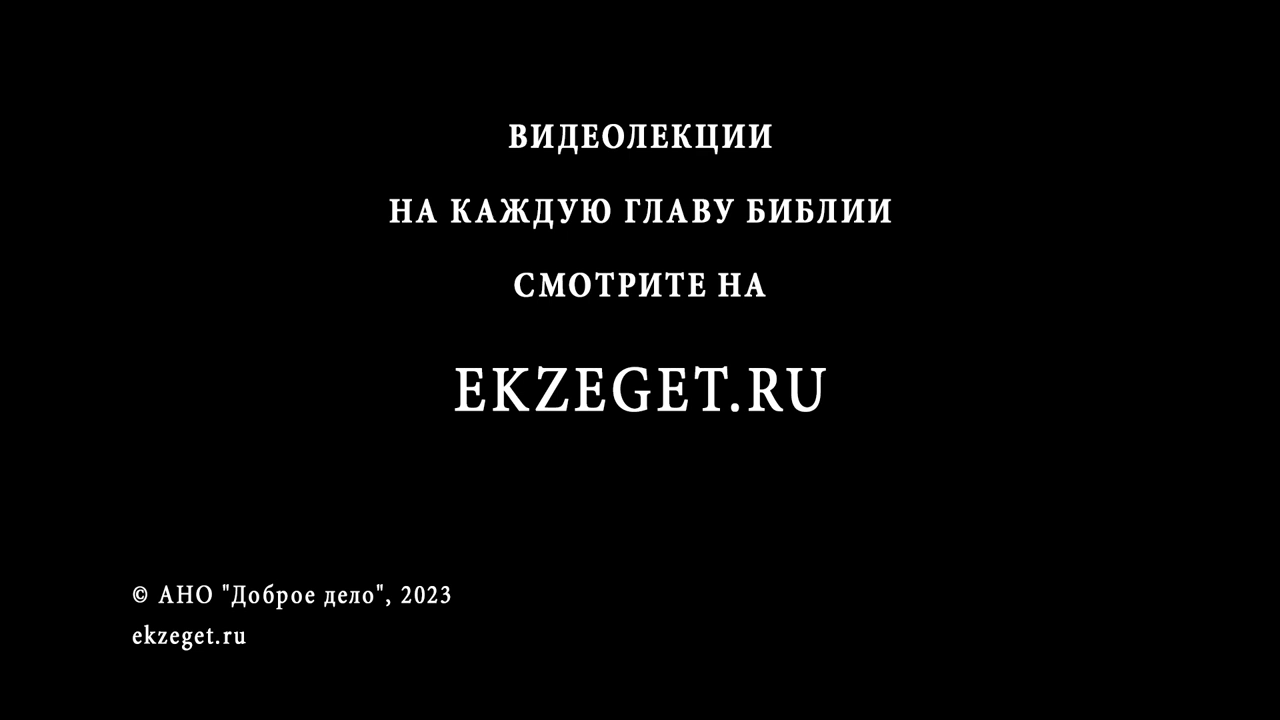 ВИДЕОЛЕКЦИИ
НА КАЖДУЮ ГЛАВУ БИБЛИИ
СМОТРИТЕ НА
EKZEGET.RU
© АНО "Доброе дело", 2023
ekzeget.ru